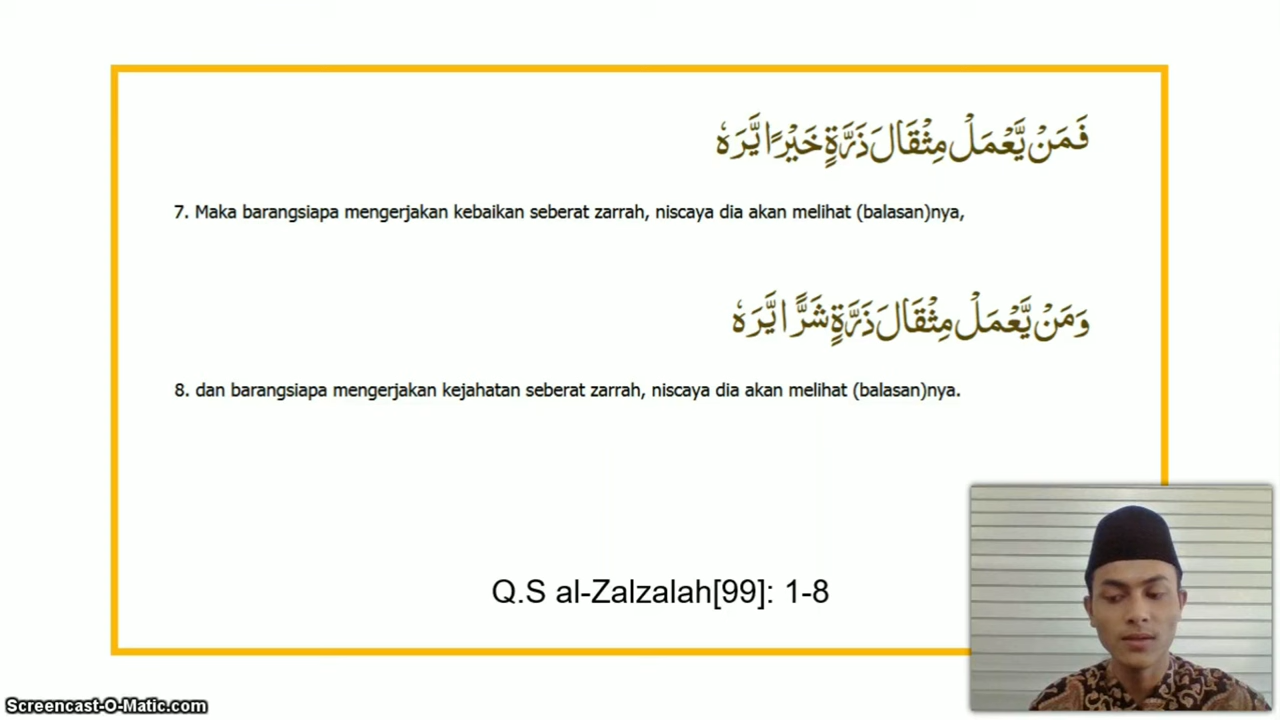 فَمَنْ يَّعْمَلْ مِثْقَالَ ذَرَّةٍ خَيْرًا يَّرَهٗ
7. Maka barangsiapa mengerjakan kebaikan seberat zarrah, niscaya dia akan melihat (balasan)nya,
وَمَنْ يَّعْمَلْ مِثْقَالَ ذَرَّةٍ شَرًّا يَّرَهٗ
8. dan barangsiapa mengerjakan kejahatan seberat zarrah, niscaya dia akan melihat (balasan)nya.
Q.S al-Zalzalah[99]: 1-8
Screencast-O-Matic.com